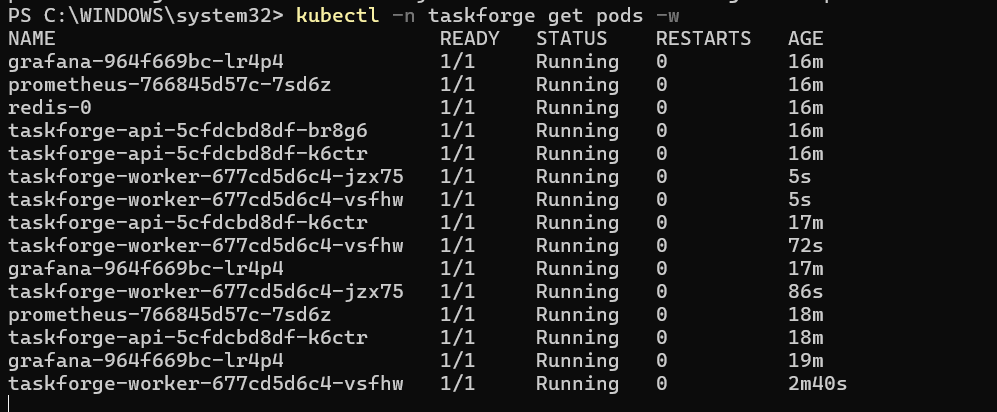 PS C:\WINDOWS\system32> kubectl -n taskforge get pods -w
NAME READY STATUS RESTARTS AGE
grafana-964f669bc-lr4p4 1/1 Running 0 16m
prometheus-766845d57c-7sd6z 1/1 Running 0 16m
redis-0 1/1 Running 0 16m
taskforge-api-5cfdcbd8df-br8g6 1/1 Running 0 16m
taskforge-api-5cfdcbd8df-k6ctr 1/1 Running 0 16m
taskforge-worker-677cd5d6c4-jzx75 1/1 Running 0 5s
taskforge-worker-677cd5d6c4-vsfhw 1/1 Running 0 5s
taskforge-api-5cfdcbd8df-k6ctr 1/1 Running 0 17m
taskforge-worker-677cd5d6c4-vsfhw 1/1 Running 0 72s
grafana-964f669bc-lr4p4 1/1 Running 0 17m
taskforge-worker-677cd5d6c4-jzx75 1/1 Running 0 86s
prometheus-766845d57c-7sd6z 1/1 Running 0 18m
taskforge-api-5cfdcbd8df-k6ctr 1/1 Running 0 18m
grafana-964f669bc-lr4p4 1/1 Running 0 19m
taskforge-worker-677cd5d6c4-vsfhw 1/1 Running 0 2m40s